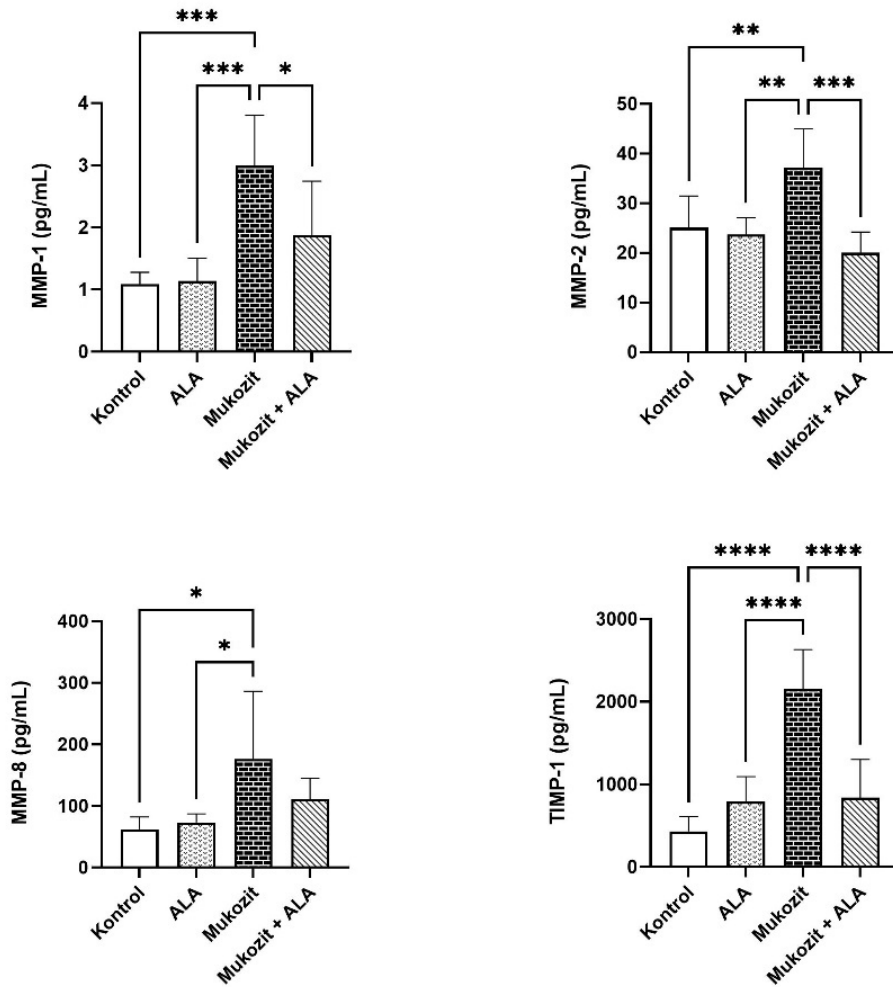 ***
*** *
MMP-1 (pg/mL)
4
3
2
1
0
Kontrol
ALA
Mukozit
Mukozit + ALA
**
** ***
MMP-2 (pg/mL)
50
40
30
20
10
0
Kontrol
ALA
Mukozit
Mukozit + ALA
*
*
MMP-8 (pg/mL)
400
300
200
100
0
Kontrol
ALA
Mukozit
Mukozit + ALA
**** ****
****
TIMP-1 (pg/mL)
3000
2000
1000
0
Kontrol
ALA
Mukozit
Mukozit + ALA